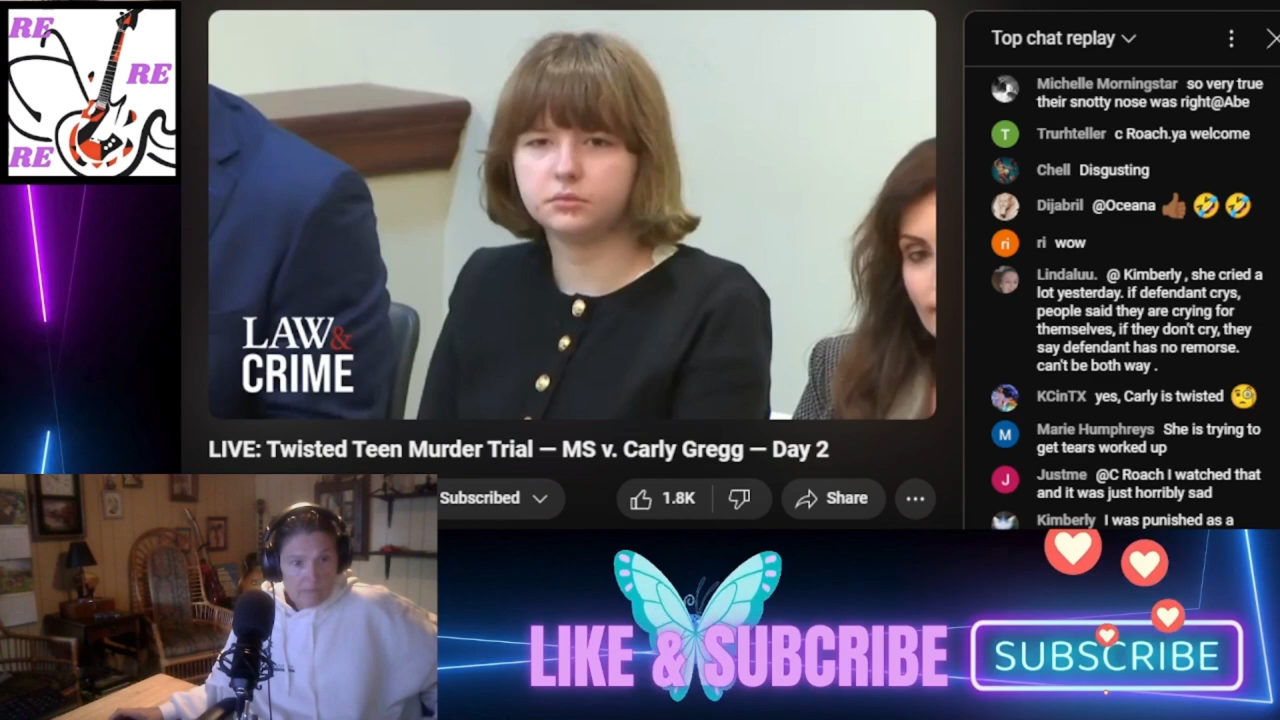 RE
RE
RE
LAW&
CRIME
LIVE: Twisted Teen Murder Trial — MS v. Carly Gregg — Day 2
Subscribed
1.8K
Share
Top chat replay
Michelle Morningstar so very true
their snotty nose was right@Abe
Trurhteller c Roach.ya welcome
Chell Disgusting
Dijabril @Oceana 👍🏾 🤣 🤣
ri ri wow
Lindaluu. @ Kimberly , she cried a
lot yesterday. if defendant crys,
people said they are crying for
themselves, if they don't cry, they
say defendant has no remorse.
can't be both way .
KCinTX yes, Carly is twisted 🧐
Marie Humphreys She is trying to
get tears worked up
Justme @C Roach I watched that
and it was just horribly sad
Kimberly I was punished as a
T
M
J
LIKE & SUBCRIBE
SUBSCRIBE